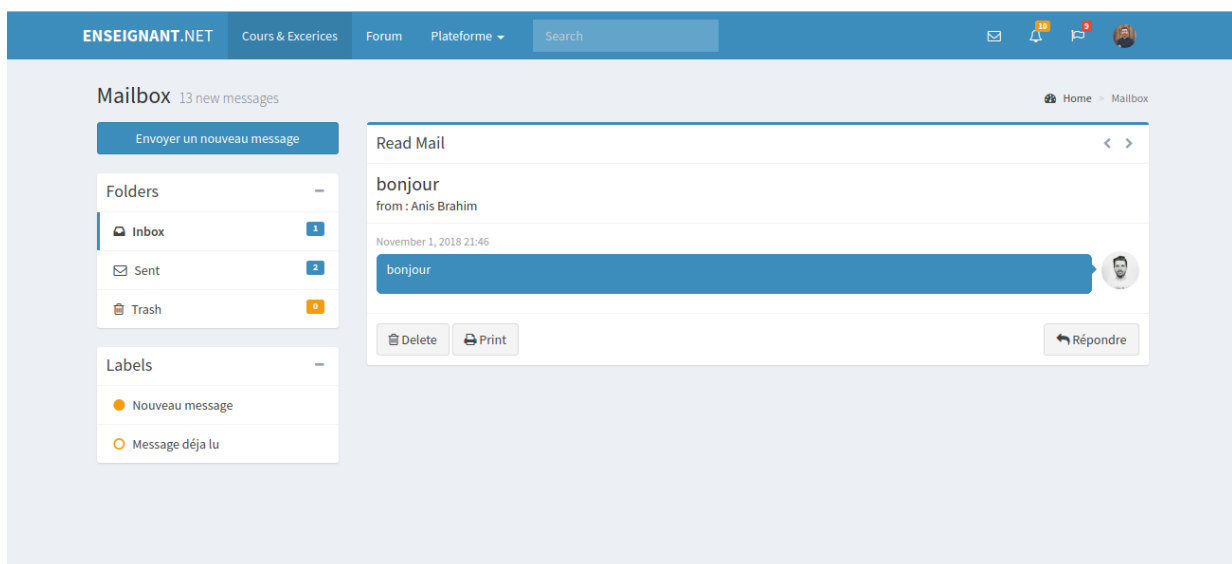 ENSEIGNANT.NET Cours & Excerices Forum Plateforme Search 10 9
Mailbox 13 new messages
Home > Mailbox
Envoyer un nouveau message
Folders
Inbox 1
Sent 2
Trash 0
Labels
Nouveau message
Message déja lu
Read Mail
bonjour
from : Anis Brahim
November 1, 2018 21:46
bonjour
Delete Print Répondre